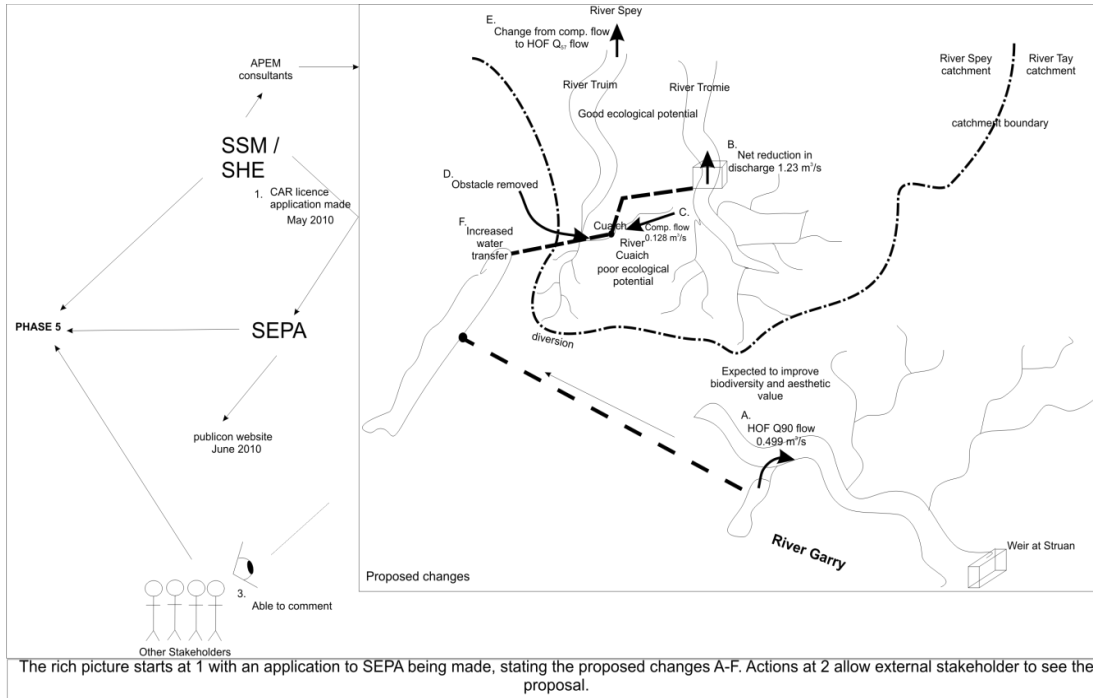 APEM
consultants
SSM /
SHE
1. CAR licence
application made
May 2010
PHASE 5
SEPA
publicon website
June 2010
3.
Able to comment
Other Stakeholders
River Spey
E.
Change from comp. flow
to HOF Q₅₇ flow
River Truim
River Tromie
Good ecological potential
River Spey
catchment
River Tay
catchment
catchment boundary
B.
Net reduction in
discharge 1.23 m³/s
D.
Obstacle removed
C.
Comp. flow
0.128 m³/s
F. Increased
water
transfer
Cuaich
River
Cuaich
poor ecological
potential
diversion
Expected to improve
biodiversity and aesthetic
value
A.
HOF Q90 flow
0.499 m³/s
River Garry
Weir at Struan
Proposed changes
The rich picture starts at 1 with an application to SEPA being made, stating the proposed changes A-F. Actions at 2 allow external stakeholder to see the
proposal.